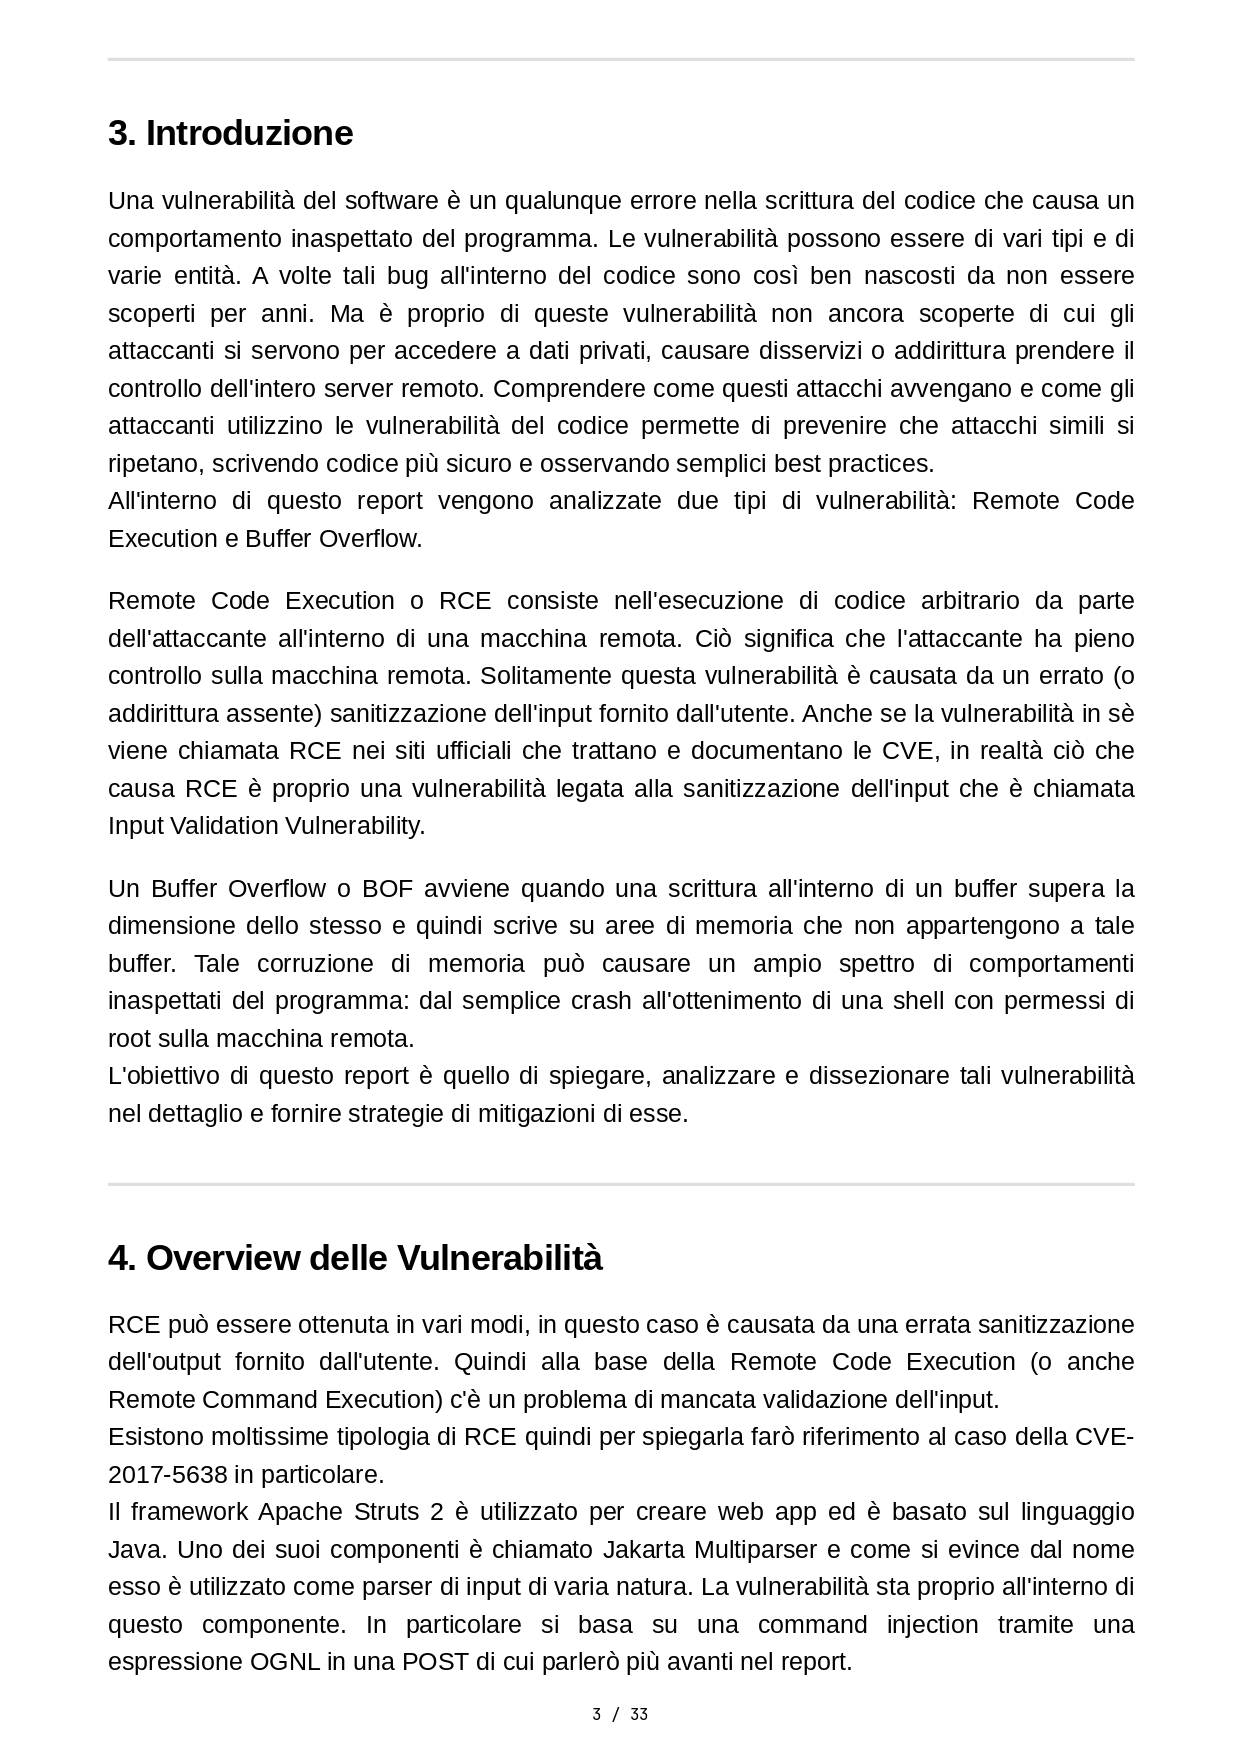 3. Introduzione
Una vulnerabilità del software è un qualunque errore nella scrittura del codice che causa un
comportamento inaspettato del programma. Le vulnerabilità possono essere di vari tipi e di
varie entità. A volte tali bug all'interno del codice sono così ben nascosti da non essere
scoperti per anni. Ma è proprio di queste vulnerabilità non ancora scoperte di cui gli
attaccanti si servono per accedere a dati privati, causare disservizi o addirittura prendere il
controllo dell'intero server remoto. Comprendere come questi attacchi avvengano e come gli
attaccanti utilizzino le vulnerabilità del codice permette di prevenire che attacchi simili si
ripetano, scrivendo codice più sicuro e osservando semplici best practices.
All'interno di questo report vengono analizzate due tipi di vulnerabilità: Remote Code
Execution e Buffer Overflow.
Remote Code Execution o RCE consiste nell'esecuzione di codice arbitrario da parte
dell'attaccante all'interno di una macchina remota. Ciò significa che l'attaccante ha pieno
controllo sulla macchina remota. Solitamente questa vulnerabilità è causata da un errato (o
addirittura assente) sanitizzazione dell'input fornito dall'utente. Anche se la vulnerabilità in sè
viene chiamata RCE nei siti ufficiali che trattano e documentano le CVE, in realtà ciò che
causa RCE è proprio una vulnerabilità legata alla sanitizzazione dell'input che è chiamata
Input Validation Vulnerability.
Un Buffer Overflow o BOF avviene quando una scrittura all'interno di un buffer supera la
dimensione dello stesso e quindi scrive su aree di memoria che non appartengono a tale
buffer. Tale corruzione di memoria può causare un ampio spettro di comportamenti
inaspettati del programma: dal semplice crash all'ottenimento di una shell con permessi di
root sulla macchina remota.
L'obiettivo di questo report è quello di spiegare, analizzare e dissezionare tali vulnerabilità
nel dettaglio e fornire strategie di mitigazioni di esse.
4. Overview delle Vulnerabilità
RCE può essere ottenuta in vari modi, in questo caso è causata da una errata sanitizzazione
dell'output fornito dall'utente. Quindi alla base della Remote Code Execution (o anche
Remote Command Execution) c'è un problema di mancata validazione dell'input.
Esistono moltissime tipologia di RCE quindi per spiegarla farò riferimento al caso della CVE-
2017-5638 in particolare.
Il framework Apache Struts 2 è utilizzato per creare web app ed è basato sul linguaggio
Java. Uno dei suoi componenti è chiamato Jakarta Multiparser e come si evince dal nome
esso è utilizzato come parser di input di varia natura. La vulnerabilità sta proprio all'interno di
questo componente. In particolare si basa su una command injection tramite una
espressione OGNL in una POST di cui parlerò più avanti nel report.
3 / 33